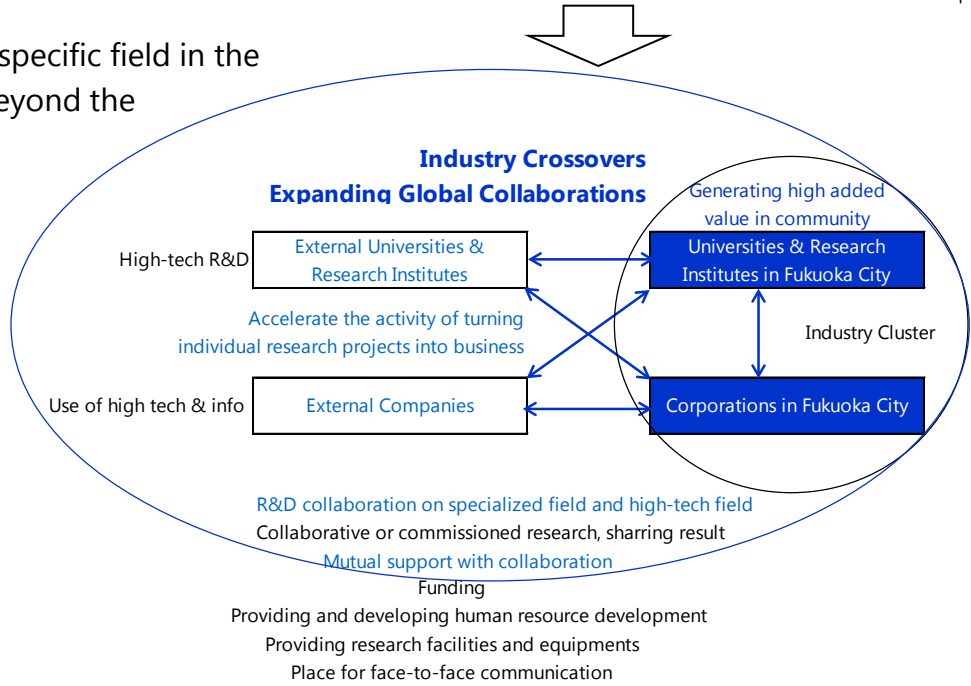 specific field in the
eyond the
Industry Crossovers
Expanding Global Collaborations
Generating high added
value in community
High-tech R&D
External Universities &
Research Institutes
Universities & Research
Institutes in Fukuoka City
Accelerate the activity of turning
individual research projects into business
Industry Cluster
Use of high tech & info
External Companies
Corporations in Fukuoka City
R&D collaboration on specialized field and high-tech field
Collaborative or commissioned research, sharring result
Mutual support with collaboration
Funding
Providing and developing human resource development
Providing research facilities and equipments
Place for face-to-face communication